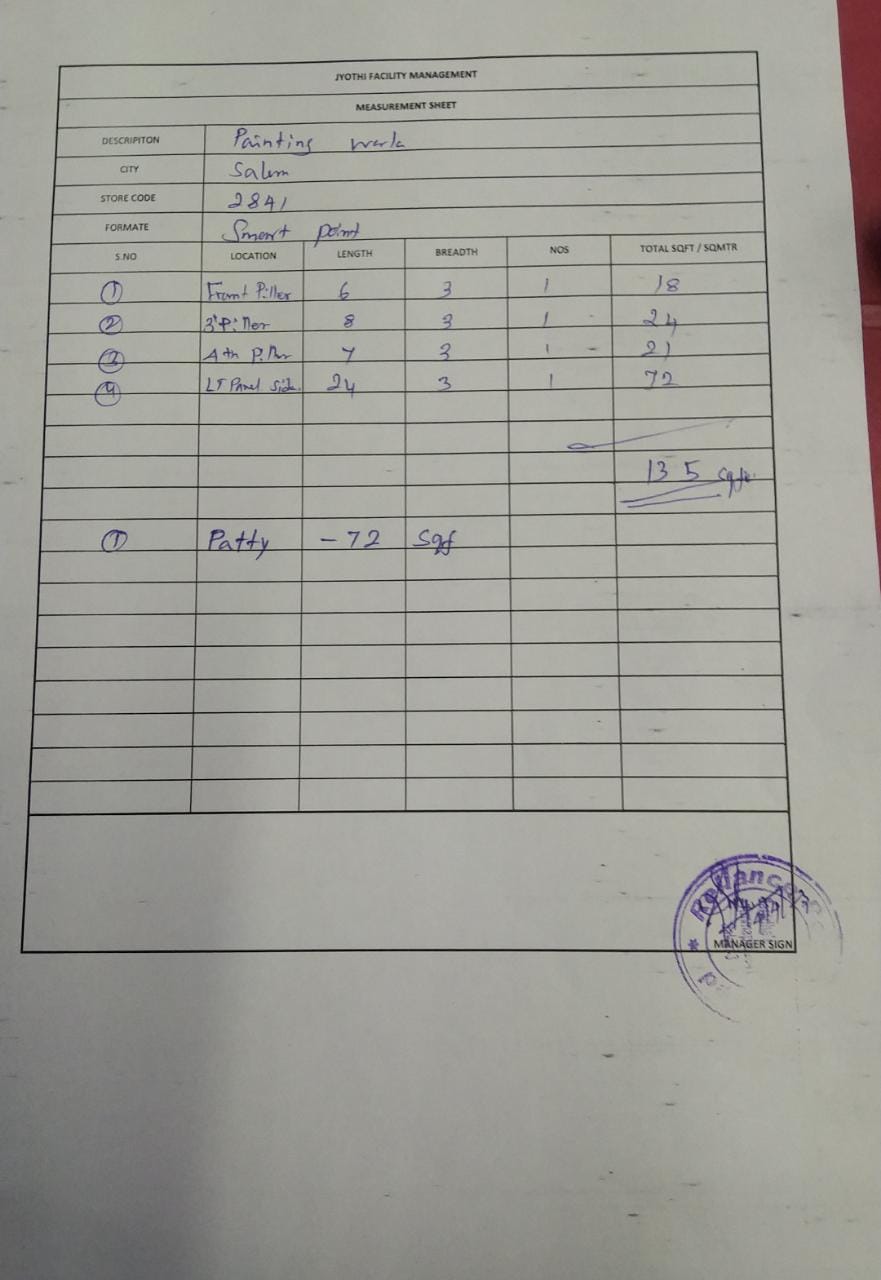 JYOTHI FACILITY MANAGEMENT
MEASUREMENT SHEET
DESCRIPITON Painting work
CITY Salem
STORE CODE 2841
FORMATE Smart point
S.NO LOCATION LENGTH BREADTH NOS TOTAL SQFT / SQMTR
1 Front Piller 6 3 1 18
2 3rd Piller 8 3 1 24
3 4th Piller 7 3 1 - 21
4 LT Panel Side. 24 3 1 72
135 Sqft.
1 Patty - 72 Sqf
Reliance
MANAGER SIGN